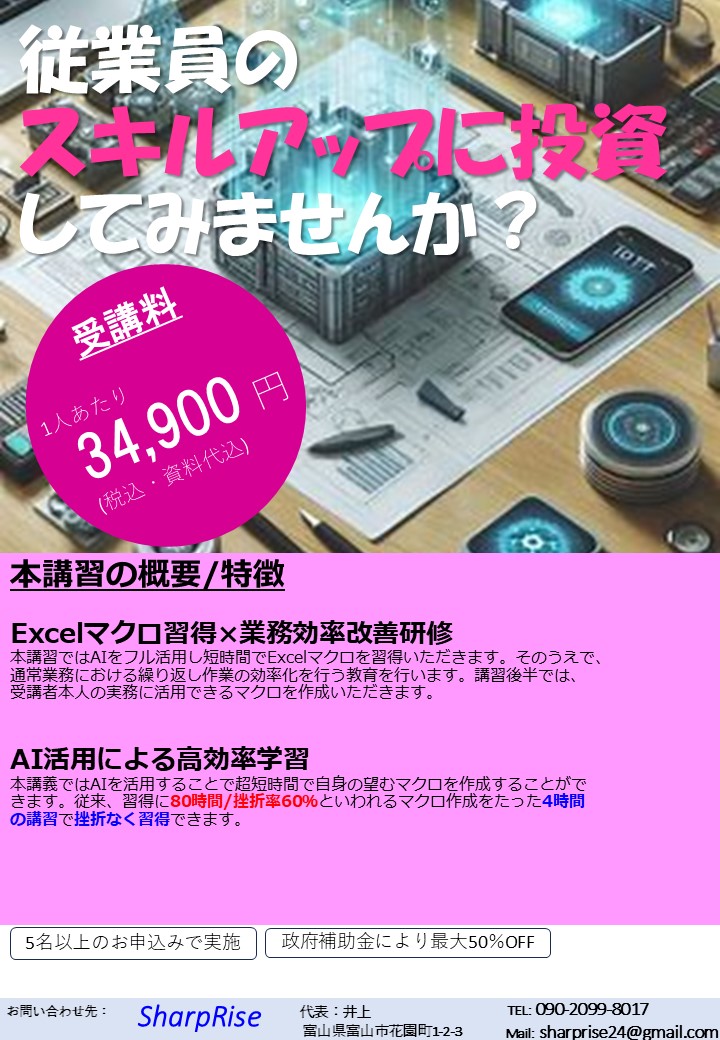 従業員の
スキルアップに投資
してみませんか？
受講料
1人あたり
34,900 円
(税込・資料代込)
本講習の概要/特徴
Excelマクロ習得×業務効率改善研修
本講習ではAIをフル活用し短時間でExcelマクロを習得いただきます。そのうえで、
通常業務における繰り返し作業の効率化を行う教育を行います。講習後半では、
受講者本人の実務に活用できるマクロを作成いただきます。
AI活用による高効率学習
本講義ではAIを活用することで超短時間で自身の望むマクロを作成することがで
きます。従来、習得に80時間/挫折率60%といわれるマクロ作成をたった4時間
の講習で挫折なく習得できます。
5名以上のお申込みで実施
政府補助金により最大50%OFF
お問い合わせ先：
SharpRise
代表：井上
富山県富山市花園町1-2-3
TEL: 090-2099-8017
Mail: sharprise24@gmail.com